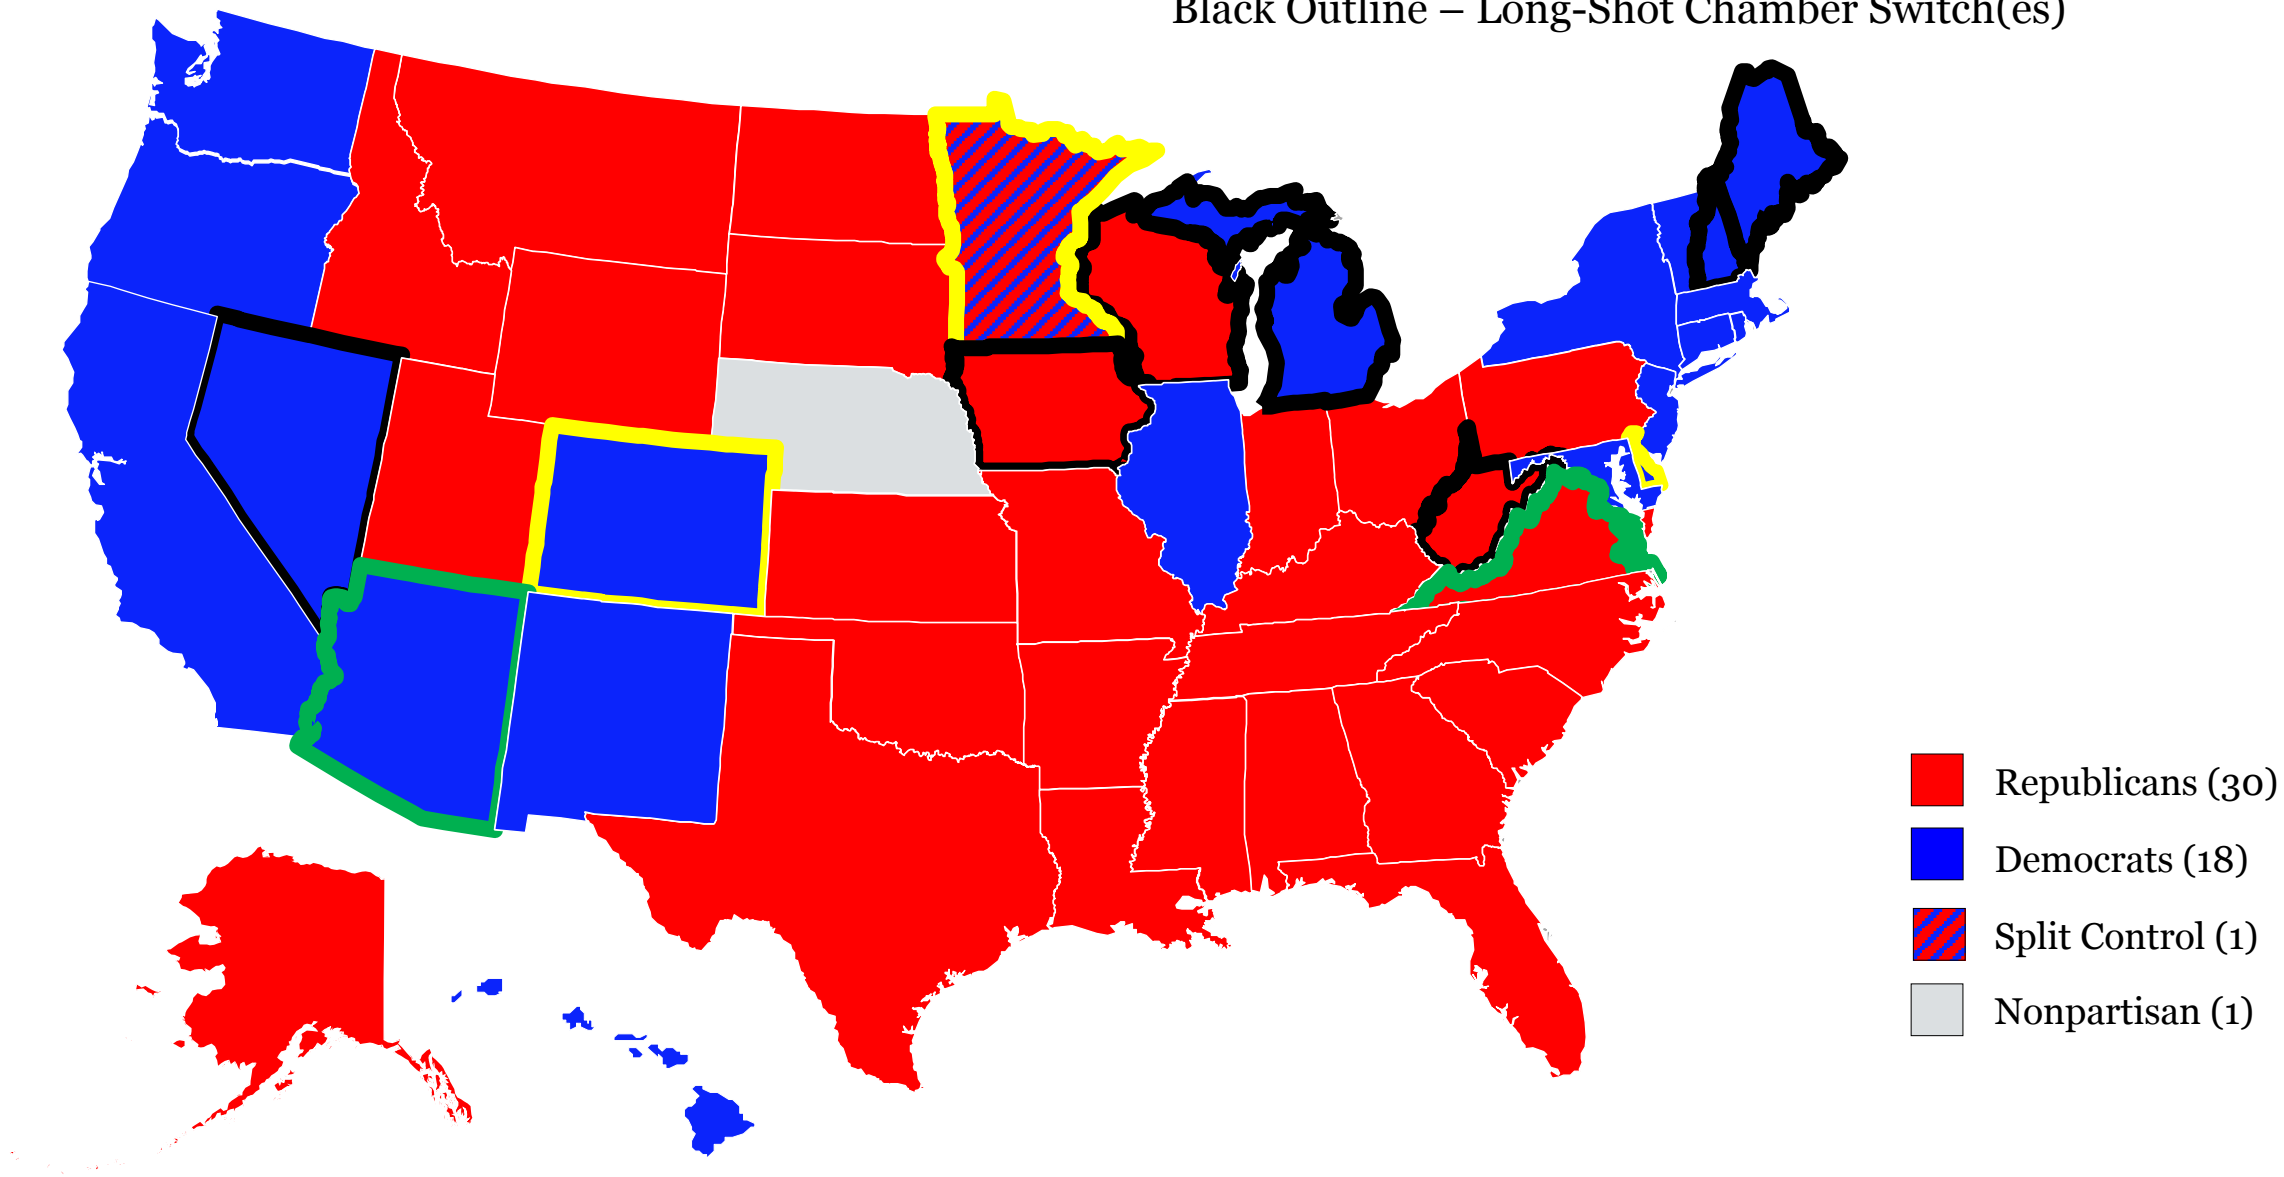 Black Outline – Long-Shot Chamber Switch(es)
Republicans (30)
Democrats (18)
Split Control (1)
Nonpartisan (1)